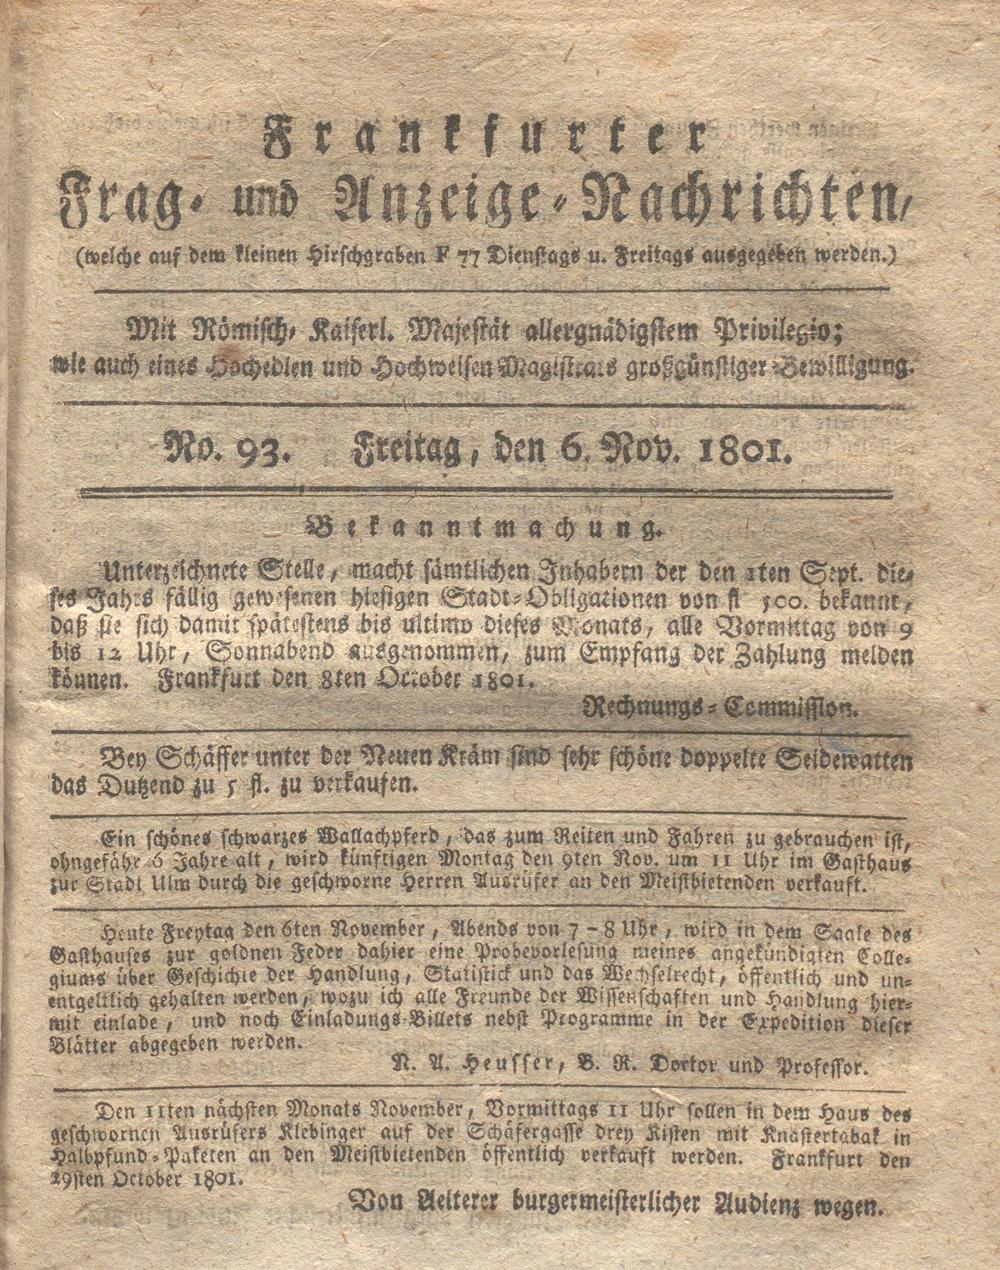 Frankfurter
Frag- und Anzeige-Nachrichten,
(welche auf dem kleinen Hirschgraben F 77 Dienstags u. Freitags ausgegeben werden.)
Mit Römisch, Kaiserl. Majestät allergnädigstem Privilegio;
wie auch eines Hochedlen und Hochweisen Magistrats großgünstiger Bewilligung.
No. 93. Freitag, den 6. Nov. 1801.
Bekanntmachung.
Unterzeichnete Stelle, macht sämtlichen Inhabern der den 1ten Sept. die-
ses Jahrs fällig gewesenen hiesigen Stadt-Obligationen von fl 500. bekannt,
daß sie sich damit spätestens bis ultimo dieses Monats, alle Vormittag von 9
bis 12 Uhr, Sonnabend ausgenommen, zum Empfang der Zahlung melden
können. Frankfurt den 8ten October 1801.
Rechnungs-Commission.
Bey Schäffer unter der Neuen Kräm sind sehr schöne doppelte Seidewatten
das Dutzend zu 5 fl. zu verkaufen.
Ein schönes schwarzes Wallachpferd, das zum Reiten und Fahren zu gebrauchen ist,
ohngefähr 6 Jahre alt, wird künftigen Montag den 9ten Nov. um 11 Uhr im Gasthaus
zur Stadt Ulm durch die geschworne Herren Ausrüfer an den Meistbietenden verkauft.
Heute Freytag den 6ten November, Abends von 7-8 Uhr, wird in dem Saale des
Gasthauses zur goldnen Feder dahier eine Probevorlesung meines angekündigten Colle-
giums über Geschichte der Handlung, Statistick und das Wechselrecht, öffentlich und un-
entgeltlich gehalten werden, wozu ich alle Freunde der Wissenschaften und Handlung hier-
mit einlade, und noch Einladungs-Billets nebst Programme in der Expedition dieser
Blätter abgegeben werden.
N. A. Heusser, B. R. Doctor und Professor.
Den 11ten nächsten Monats November, Vormittags 11 Uhr sollen in dem Haus des
geschwornen Ausrüfers Klebinger auf der Schäfergasse drey Kisten mit Knastertabak in
Halbpfund-Paketen an den Meistbietenden öffentlich verkauft werden. Frankfurt den
29sten October 1801.
Von Aelterer burgermeisterlicher Audienz wegen.